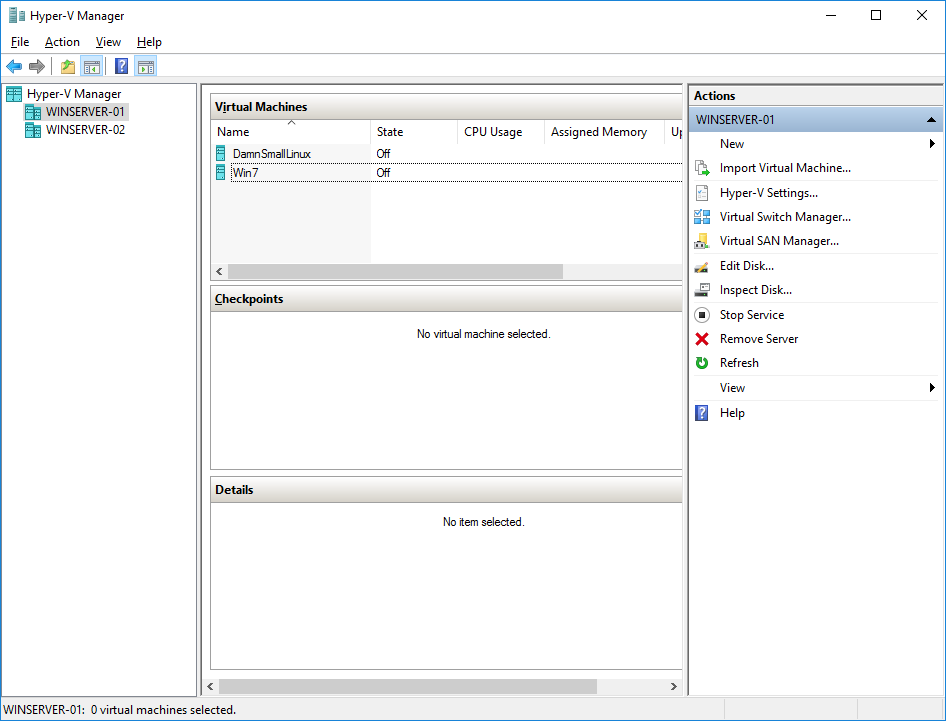 Hyper-V Manager
File Action View Help
Hyper-V Manager
WINSERVER-01
WINSERVER-02
Virtual Machines
Name State CPU Usage Assigned Memory Up
DamnSmallLinux Off
Win7 Off
Checkpoints
No virtual machine selected.
Details
No item selected.
Actions
WINSERVER-01
New
Import Virtual Machine...
Hyper-V Settings...
Virtual Switch Manager...
Virtual SAN Manager...
Edit Disk...
Inspect Disk...
Stop Service
Remove Server
Refresh
View
Help
WINSERVER-01: 0 virtual machines selected.